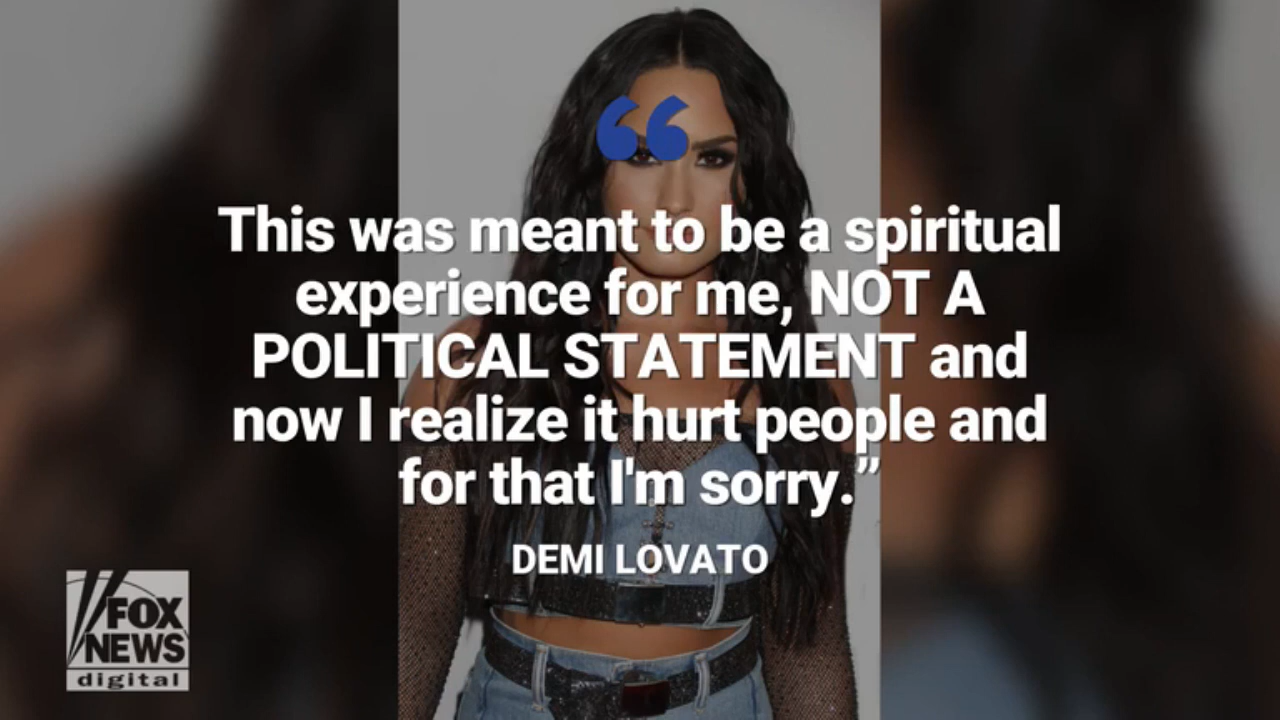 “
This was meant to be a spiritual
experience for me, NOT A
POLITICAL STATEMENT and
now I realize it hurt people and
for that I'm sorry.”
DEMI LOVATO
FOX
NEWS
digital